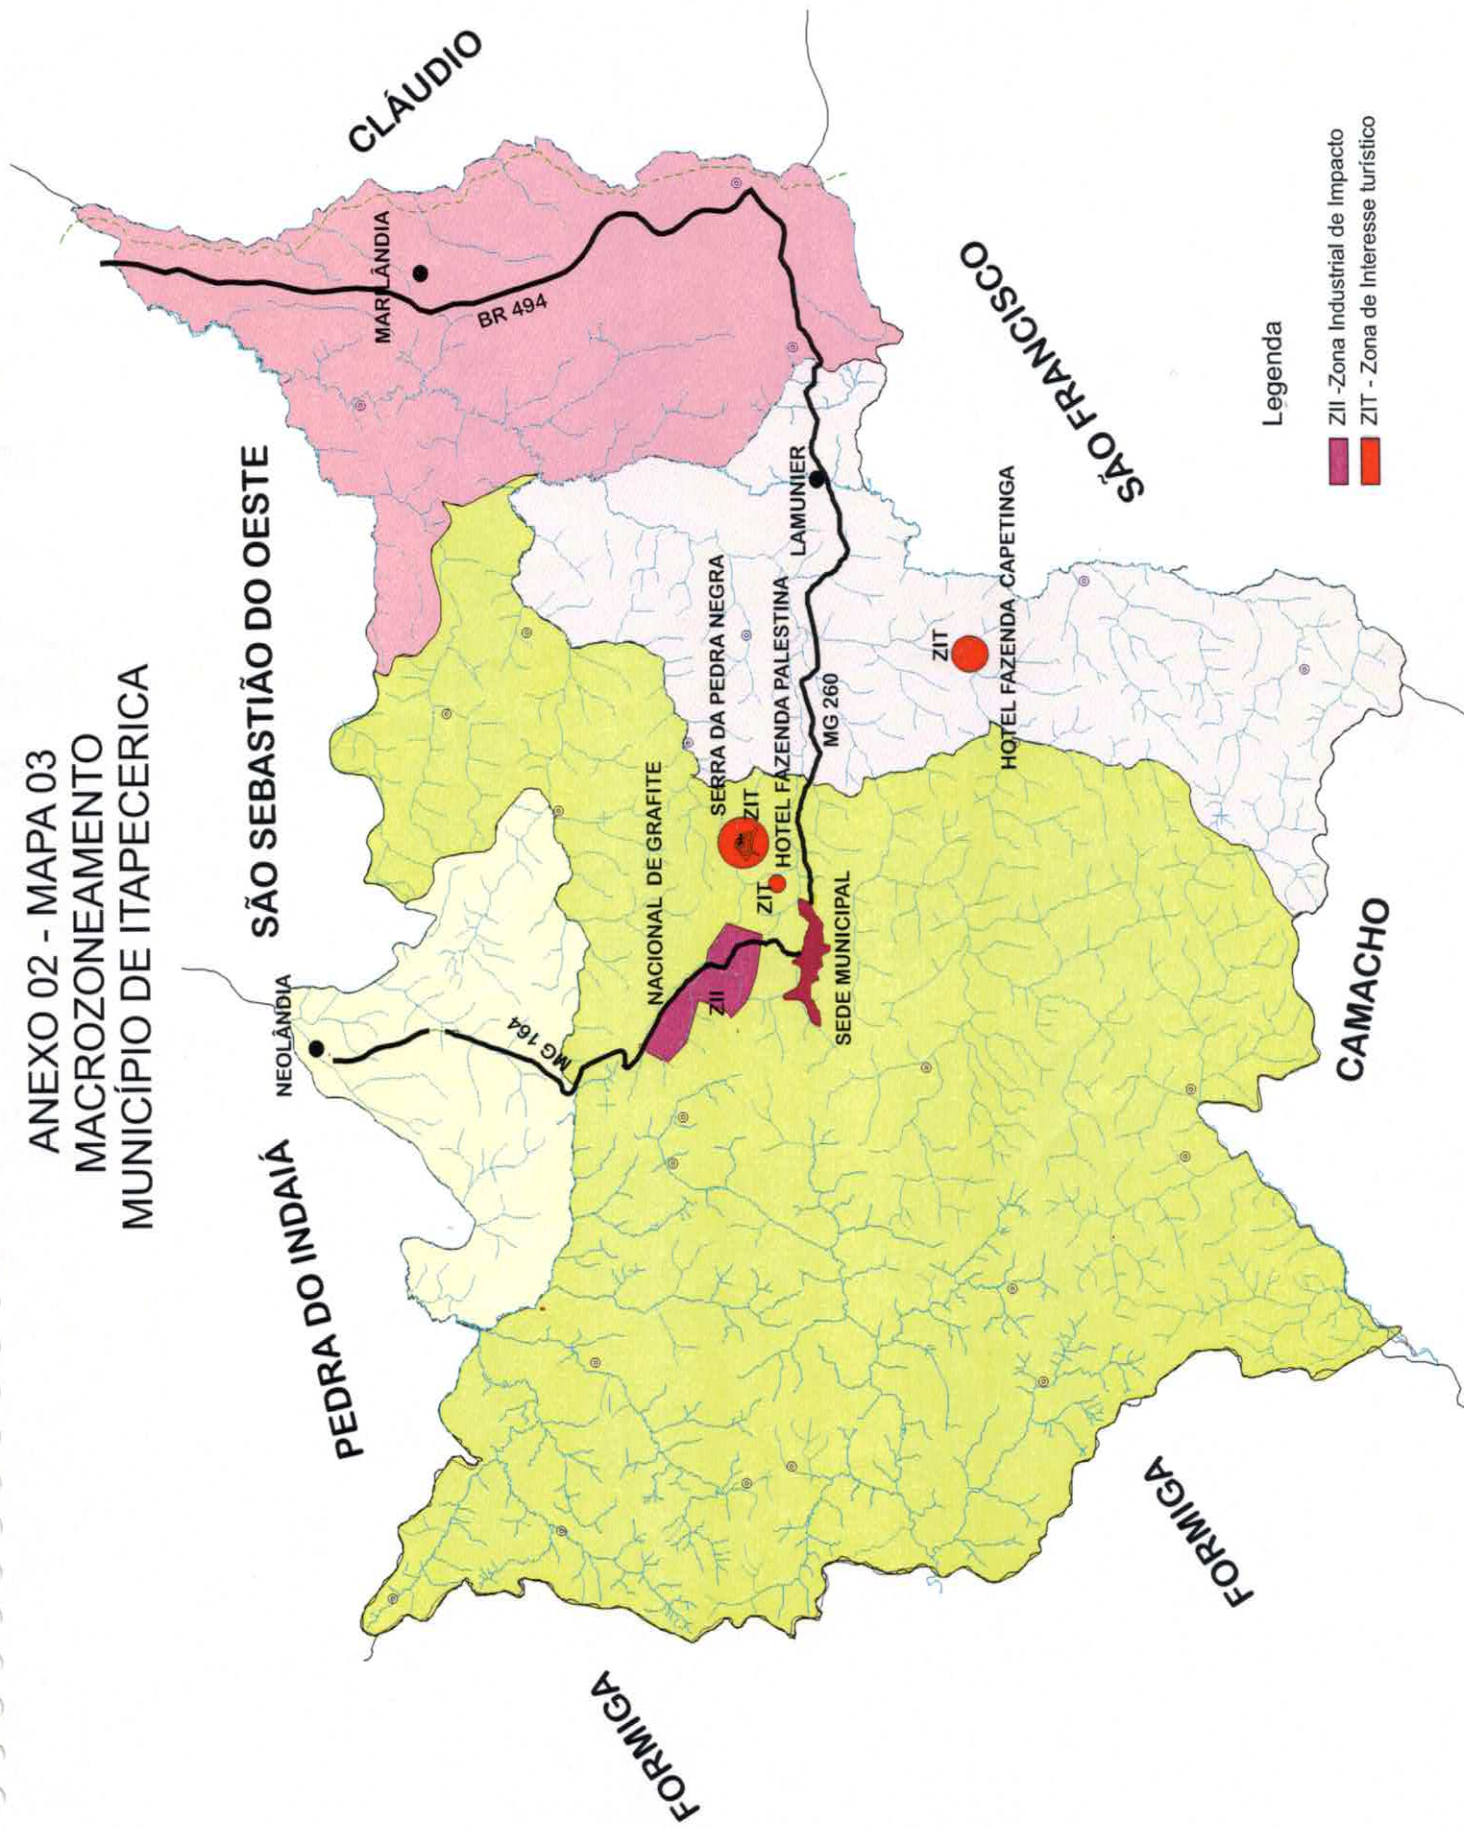 ANEXO 02 - MAPA 03
MACROZONEAMENTO
MUNICÍPIO DE ITAPECERICA
SÃO SEBASTIÃO DO OESTE
CLÁUDIO
PEDRA DO INDAIÁ
NEOLÂNDIA
MARILÂNDIA
BR 494
MG 164
NACIONAL DE GRAFITE
SERRA DA PEDRA NEGRA
ZIT
HOTEL FAZENDA PALESTINA
ZIT
ZII
LAMUNIER
MG 260
SEDE MUNICIPAL
ZIT
HOTEL FAZENDA CAPETINGA
SÃO FRANCISCO
FORMIGA
FORMIGA
CAMACHO
Legenda
ZII -Zona Industrial de Impacto
ZIT - Zona de Interesse turístico